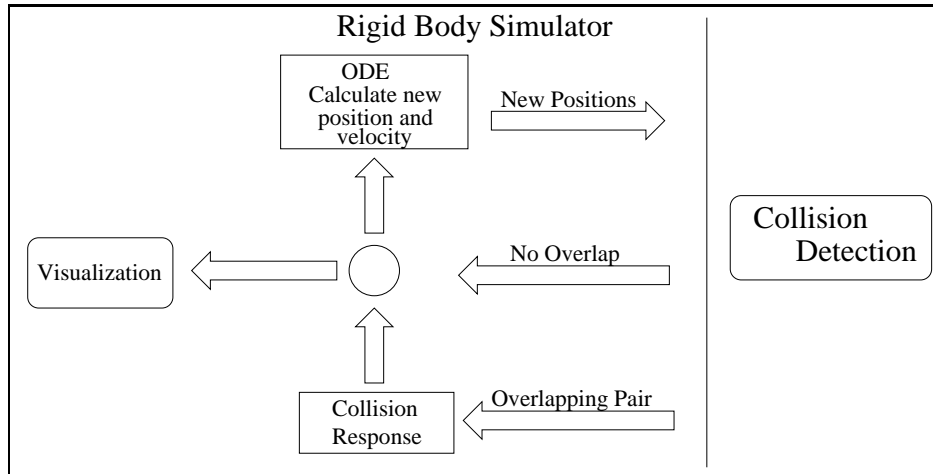 Rigid Body Simulator
ODE
Calculate new
position and
velocity
New Positions
Collision
Detection
No Overlap
Visualization
Overlapping Pair
Collision
Response